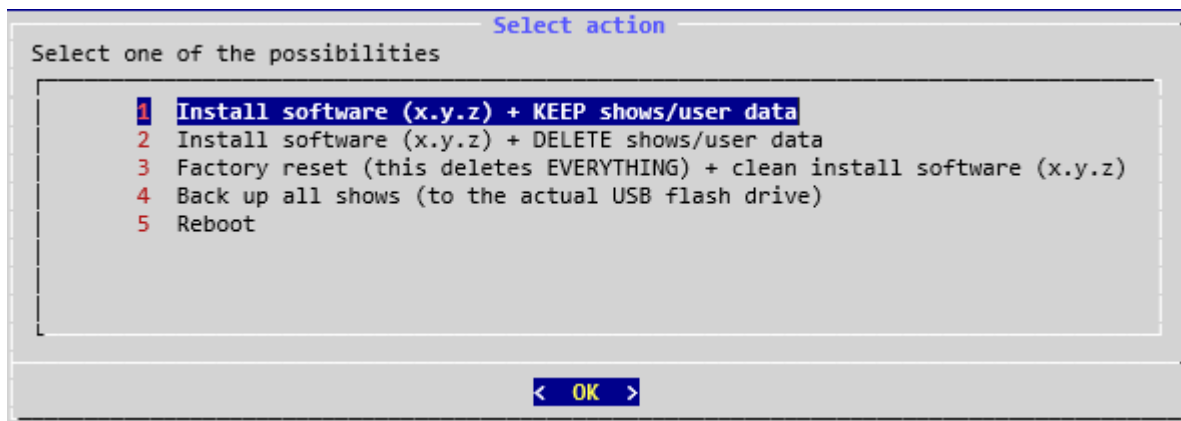 Select action
Select one of the possibilities
1 Install software (x.y.z) + KEEP shows/user data
2 Install software (x.y.z) + DELETE shows/user data
3 Factory reset (this deletes EVERYTHING) + clean install software (x.y.z)
4 Back up all shows (to the actual USB flash drive)
5 Reboot
< OK >